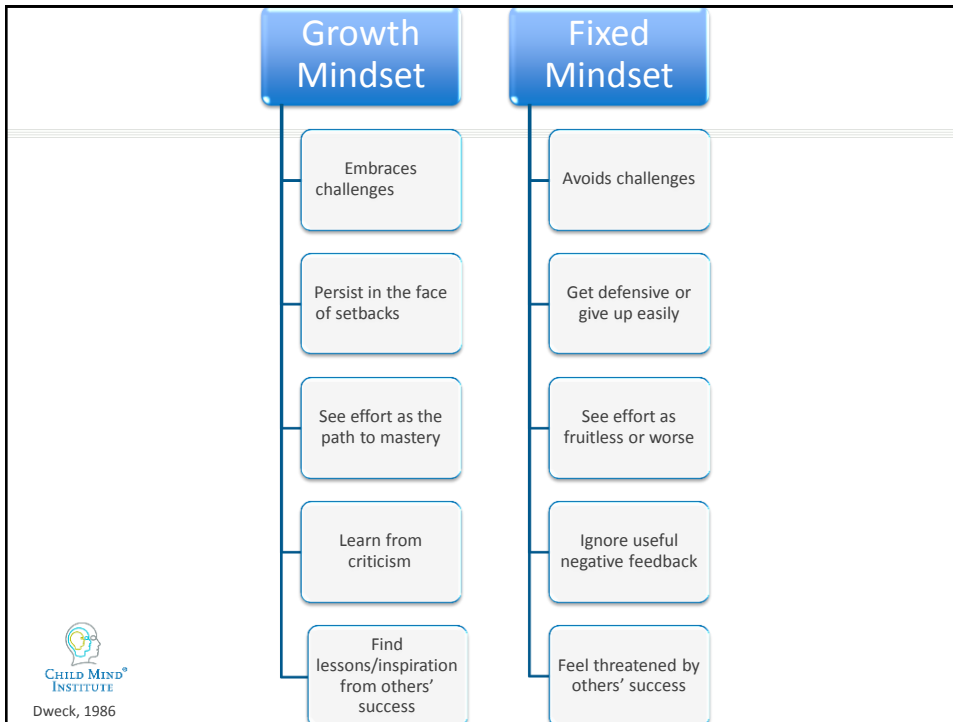 Growth
Mindset
Embraces
challenges
Persist in the face
of setbacks
See effort as the
path to mastery
Learn from
criticism
Find
lessons/inspiration
from others’
success
Fixed
Mindset
Avoids challenges
Get defensive or
give up easily
See effort as
fruitless or worse
Ignore useful
negative feedback
Feel threatened by
others’ success
CHILD MIND®
INSTITUTE
Dweck, 1986